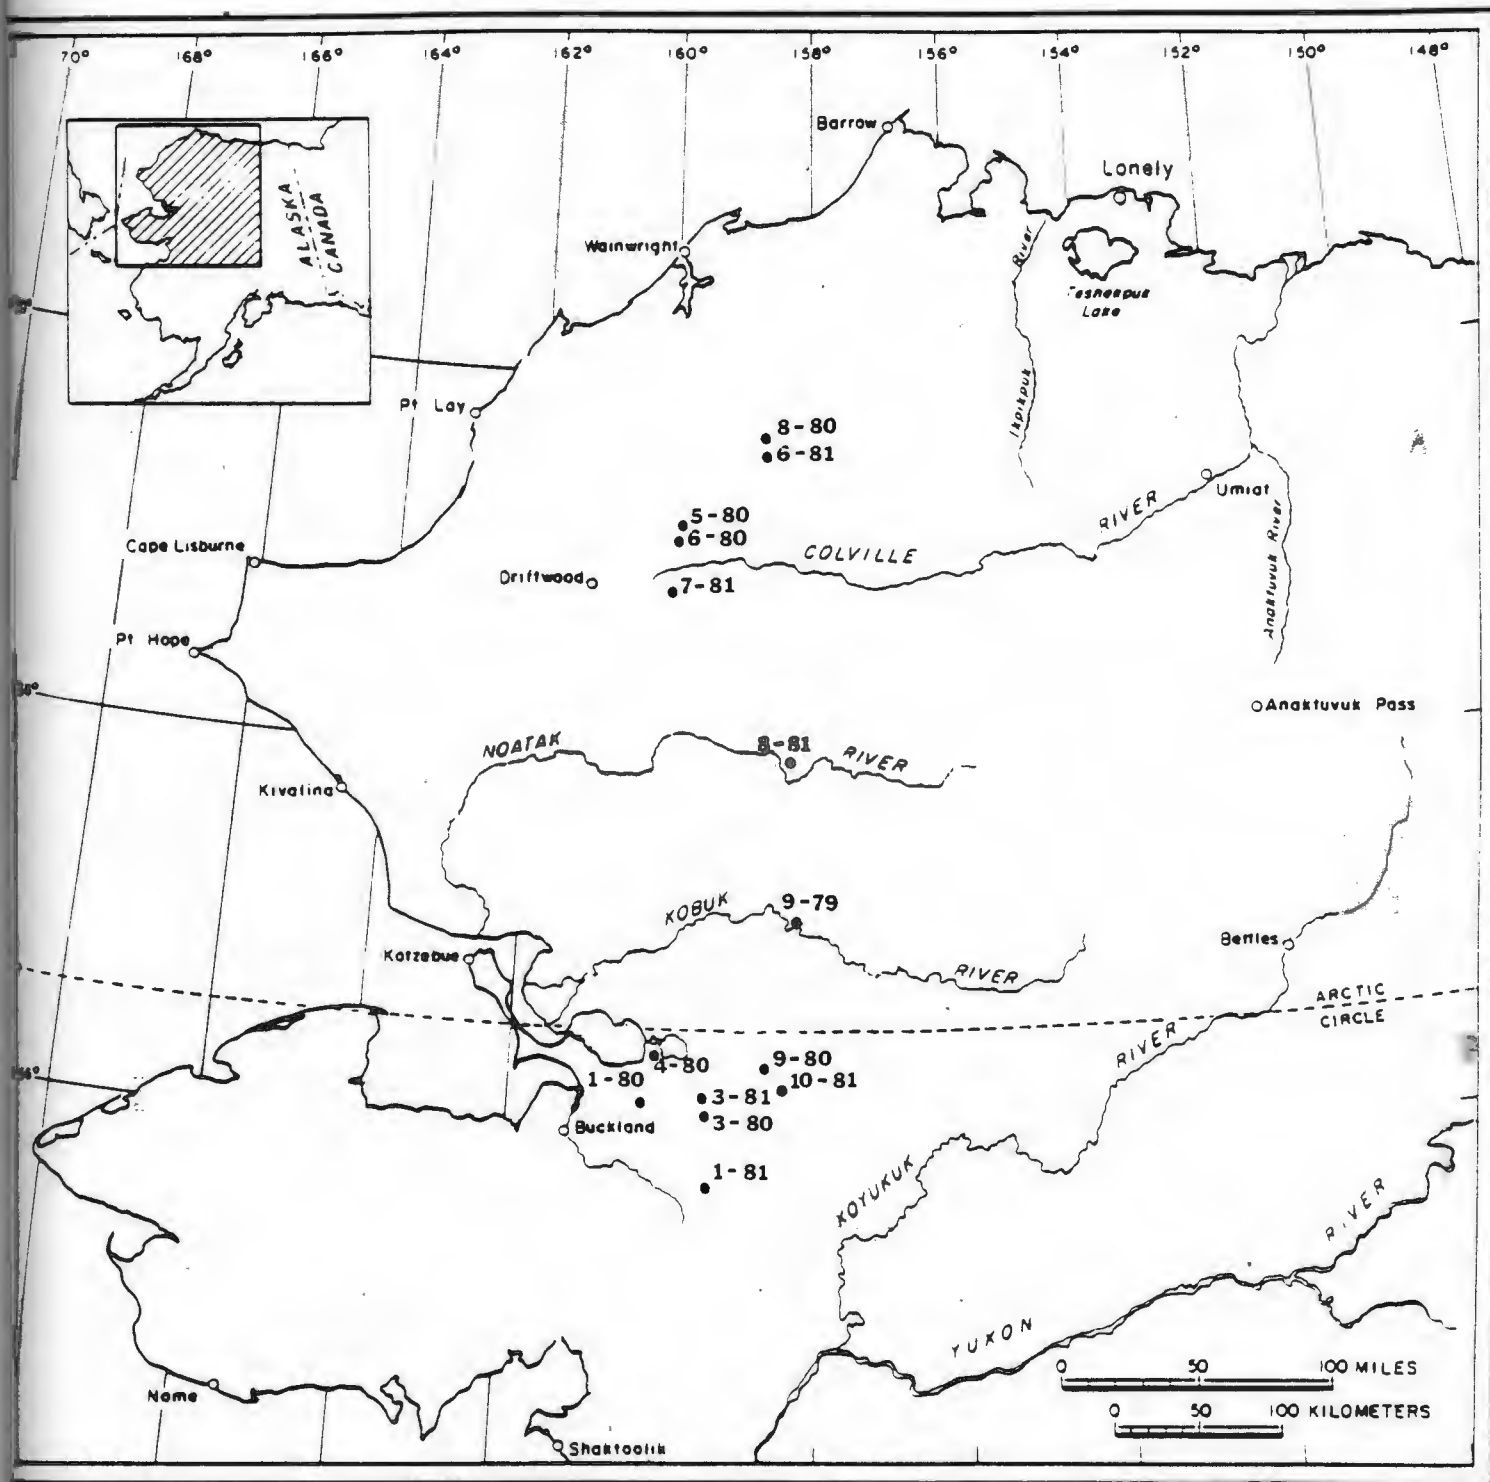 70° 168° 166° 164° 162° 160° 158° 156° 154° 152° 150° 148°
Barrow
Lonely
ALASKA
CANADA
Wainwright
River
Lake
Ikpikpuk
Pt Lay
8-80
6-81
Umiat
5-80
6-80
RIVER
COLVILLE
Cape Lisburne
Driftwood
7-81
Anaktuvuk River
Pt Hope
Anaktuvuk Pass
NOATAK
8-81
RIVER
Kivalina
9-79
KOBUK
Bettles
Kotzebue
RIVER
ARCTIC
CIRCLE
RIVER
4-80
9-80
1-80
10-81
3-81
3-80
Buckland
1-81
KOYUKUK
RIVER
YUKON
0 50 100 MILES
0 50 100 KILOMETERS
Nome
Shaktoolik